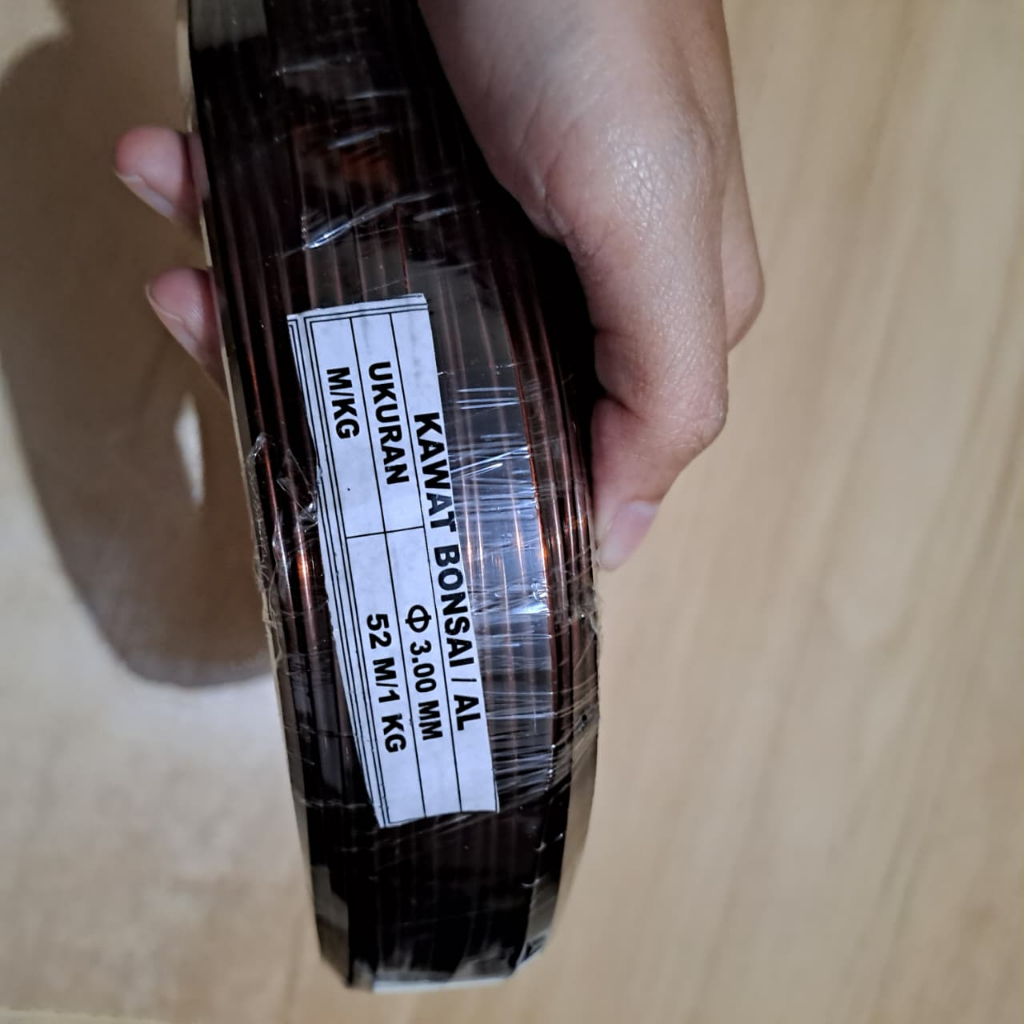 KAWAT BONSAI / AL
UKURAN Φ 3.00 MM
M/KG 52 M/1 KG